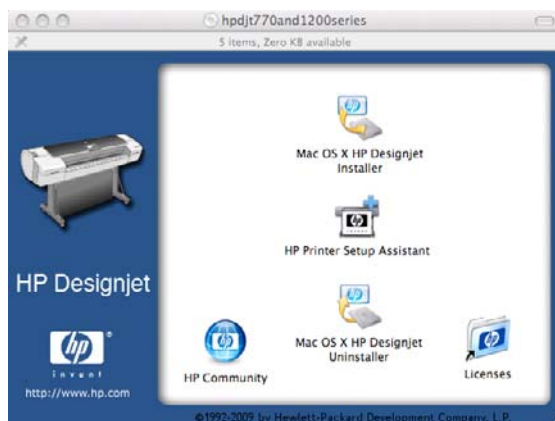 hpdjt770and1200series
5 items, Zero KB available
Mac OS X HP Designjet
Installer
HP Printer Setup Assistant
HP Designjet
hp
invent
http://www.hp.com
HP Community
Mac OS X HP Designjet
Uninstaller
Licenses
©1992-2009 by Hewlett-Packard Development Company, L.P.